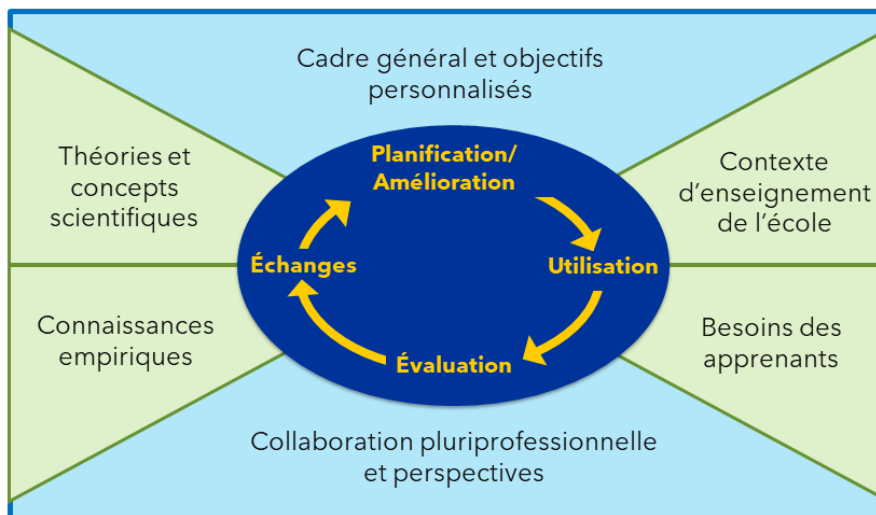 Cadre général et objectifs
personnalisés
Théories et
concepts
scientifiques
Planification/
Amélioration
Contexte
d’enseignement
de l’école
Échanges
Utilisation
Connaissances
empiriques
Évaluation
Besoins des
apprenants
Collaboration pluriprofessionnelle
et perspectives